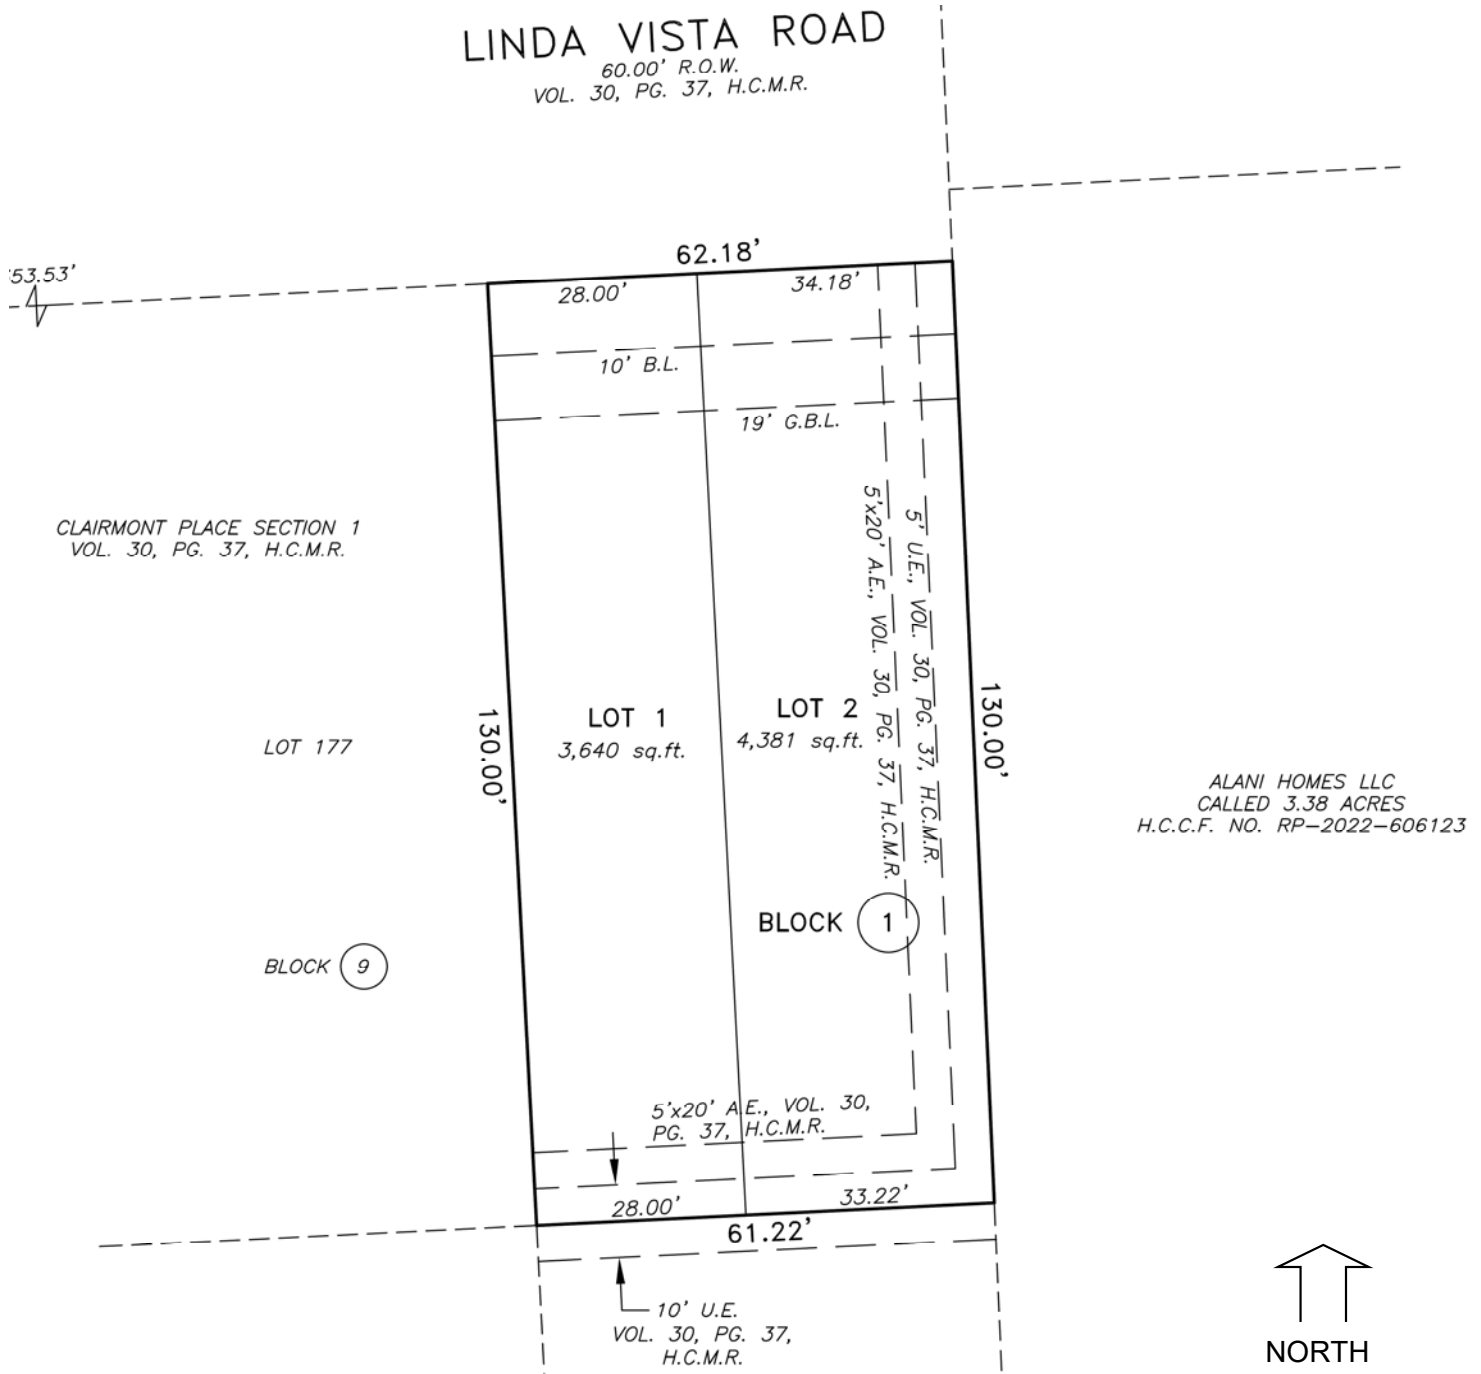 LINDA VISTA ROAD
60.00' R.O.W.
VOL. 30, PG. 37, H.C.M.R.
53.53'
62.18'
28.00'
34.18'
10' B.L.
19' G.B.L.
CLAIRMONT PLACE SECTION 1
VOL. 30, PG. 37, H.C.M.R.
5'x20' A.E., VOL. 30, PG. 37, H.C.M.R.
5' U.E., VOL. 30, PG. 37, H.C.M.R.
130.00'
LOT 1
3,640 sq.ft.
LOT 2
4,381 sq.ft.
130.00'
LOT 177
ALANI HOMES LLC
CALLED 3.38 ACRES
H.C.C.F. NO. RP-2022-606123
BLOCK 1
BLOCK 9
5'x20' A.E., VOL. 30,
PG. 37, H.C.M.R.
28.00'
33.22'
61.22'
10' U.E.
VOL. 30, PG. 37,
H.C.M.R.
NORTH